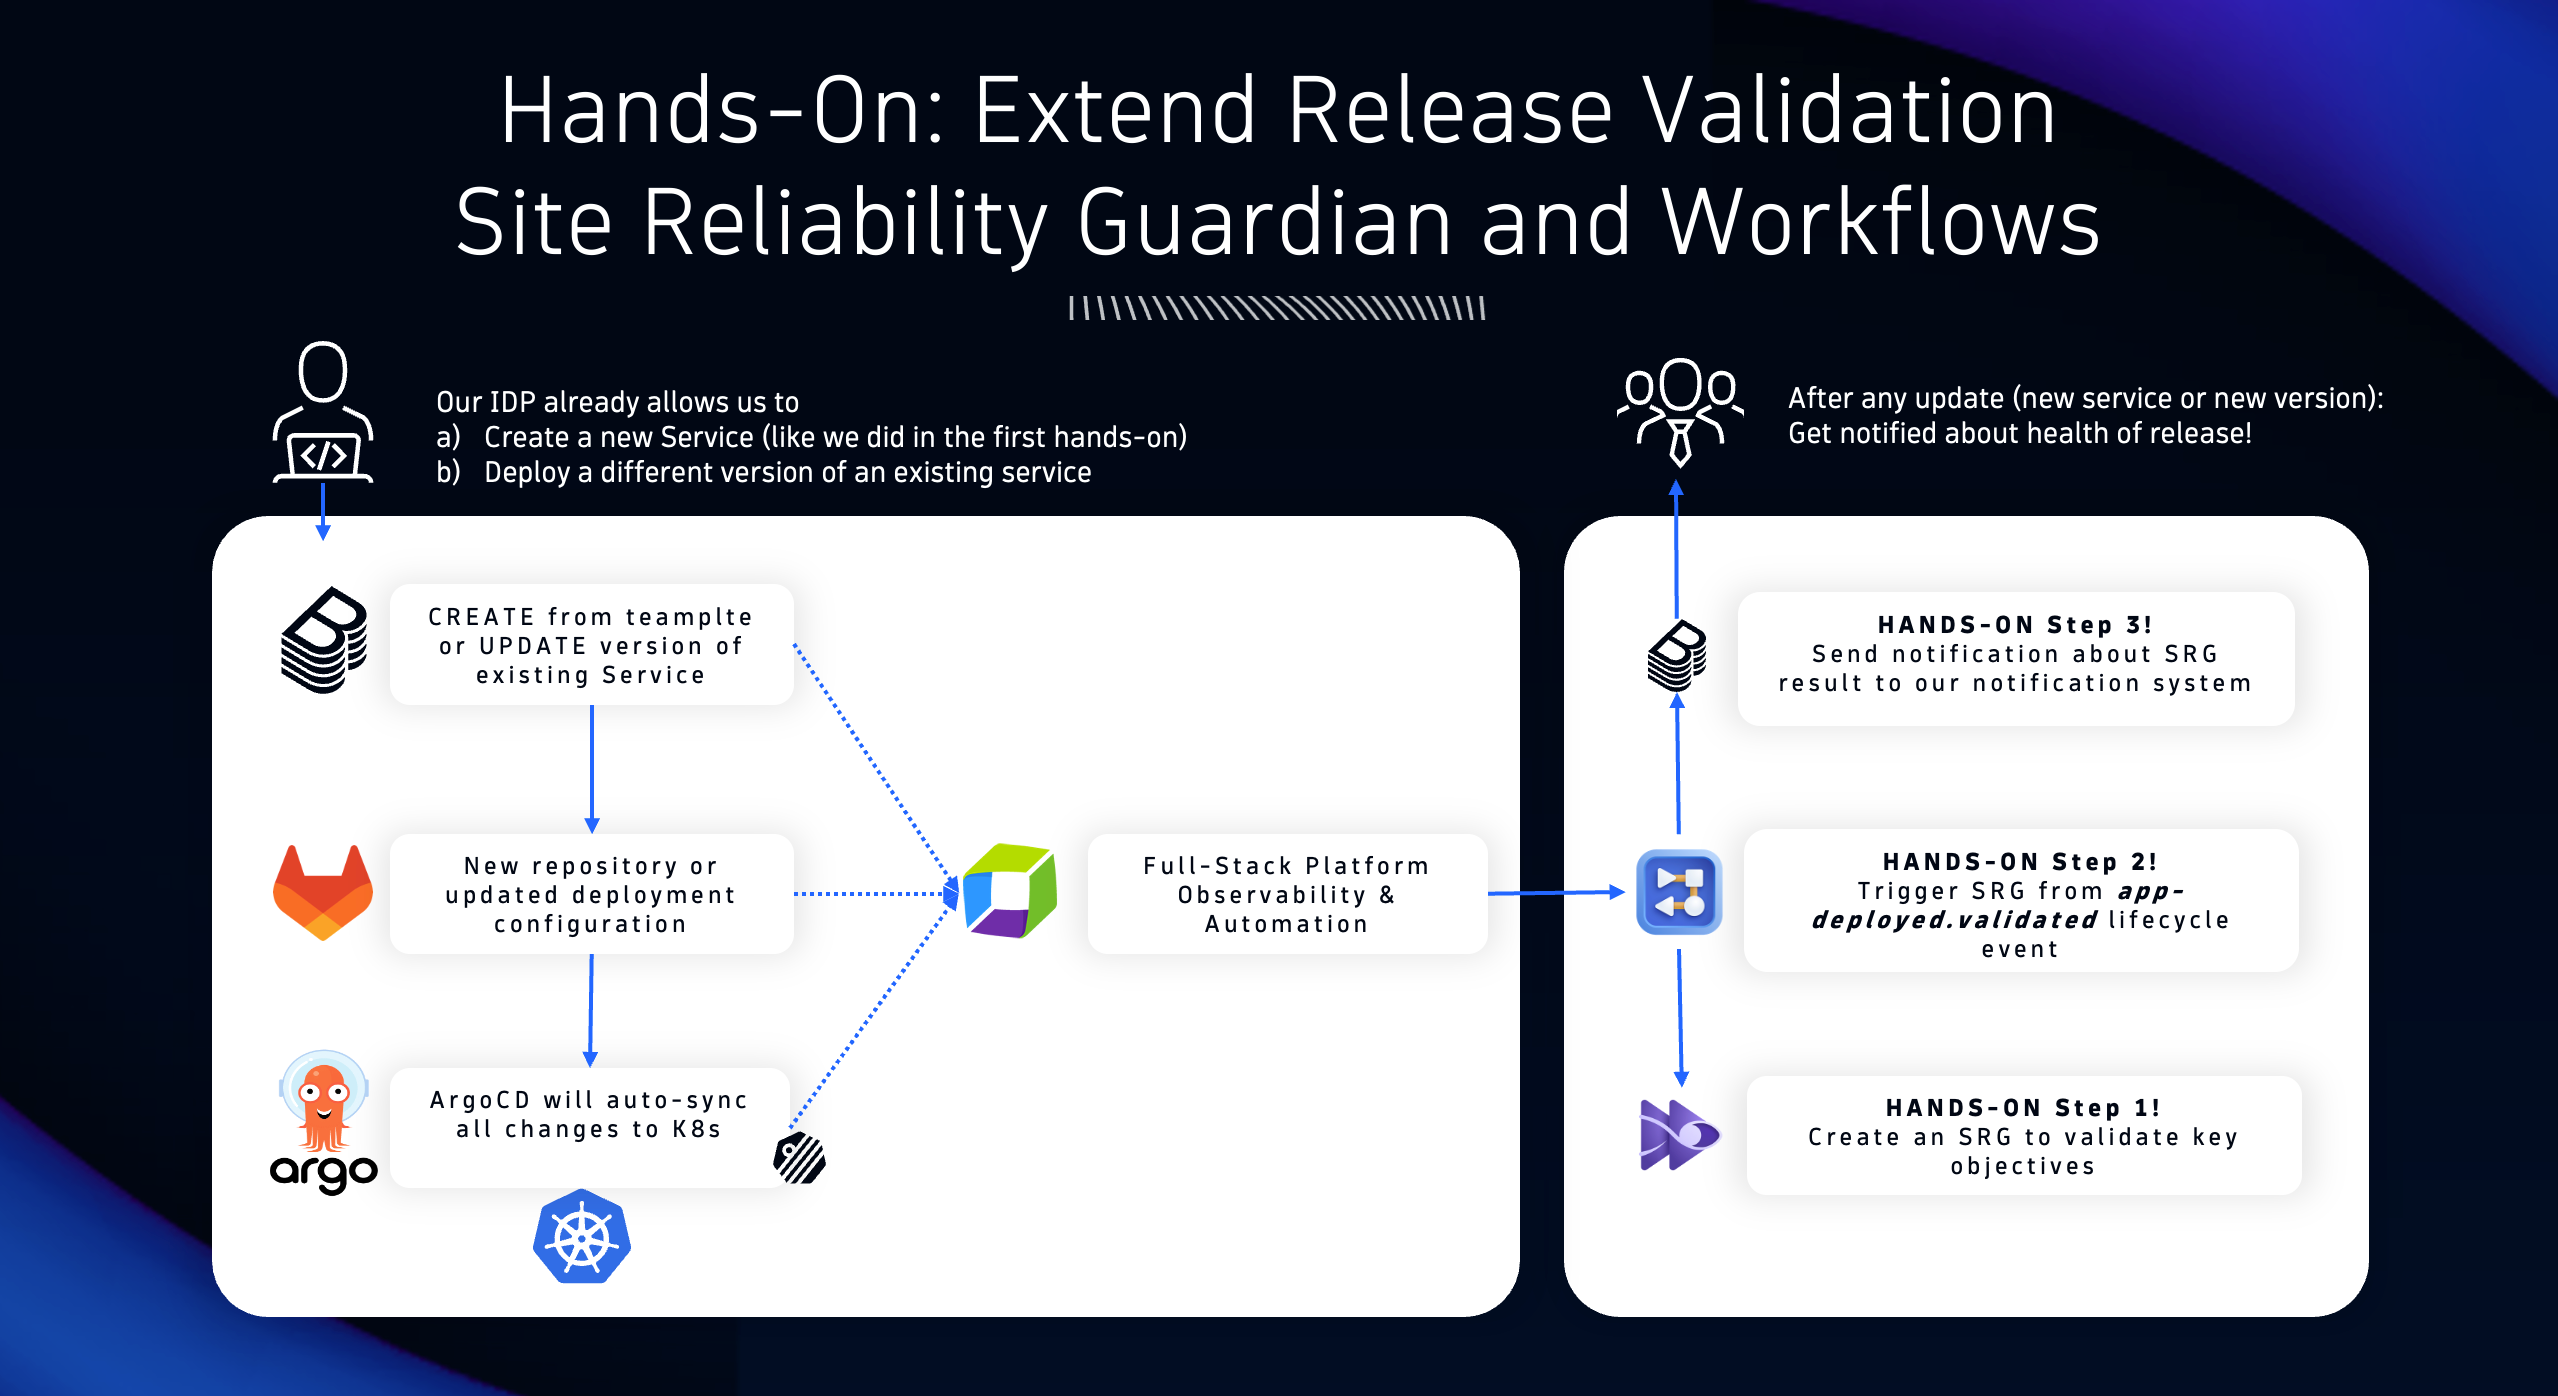 Hands-On: Extend Release Validation
Site Reliability Guardian and Workflows
Our IDP already allows us to
a) Create a new Service (like we did in the first hands-on)
b) Deploy a different version of an existing service
After any update (new service or new version):
Get notified about health of release!
</>
CREATE from teamplte
or UPDATE version of
existing Service
New repository or
updated deployment
configuration
argo
ArgoCD will auto-sync
all changes to K8s
Full-Stack Platform
Observability &
Automation
HANDS-ON Step 3!
Send notification about SRG
result to our notification system
HANDS-ON Step 2!
Trigger SRG from app-
deployed.validated lifecycle
event
HANDS-ON Step 1!
Create an SRG to validate key
objectives